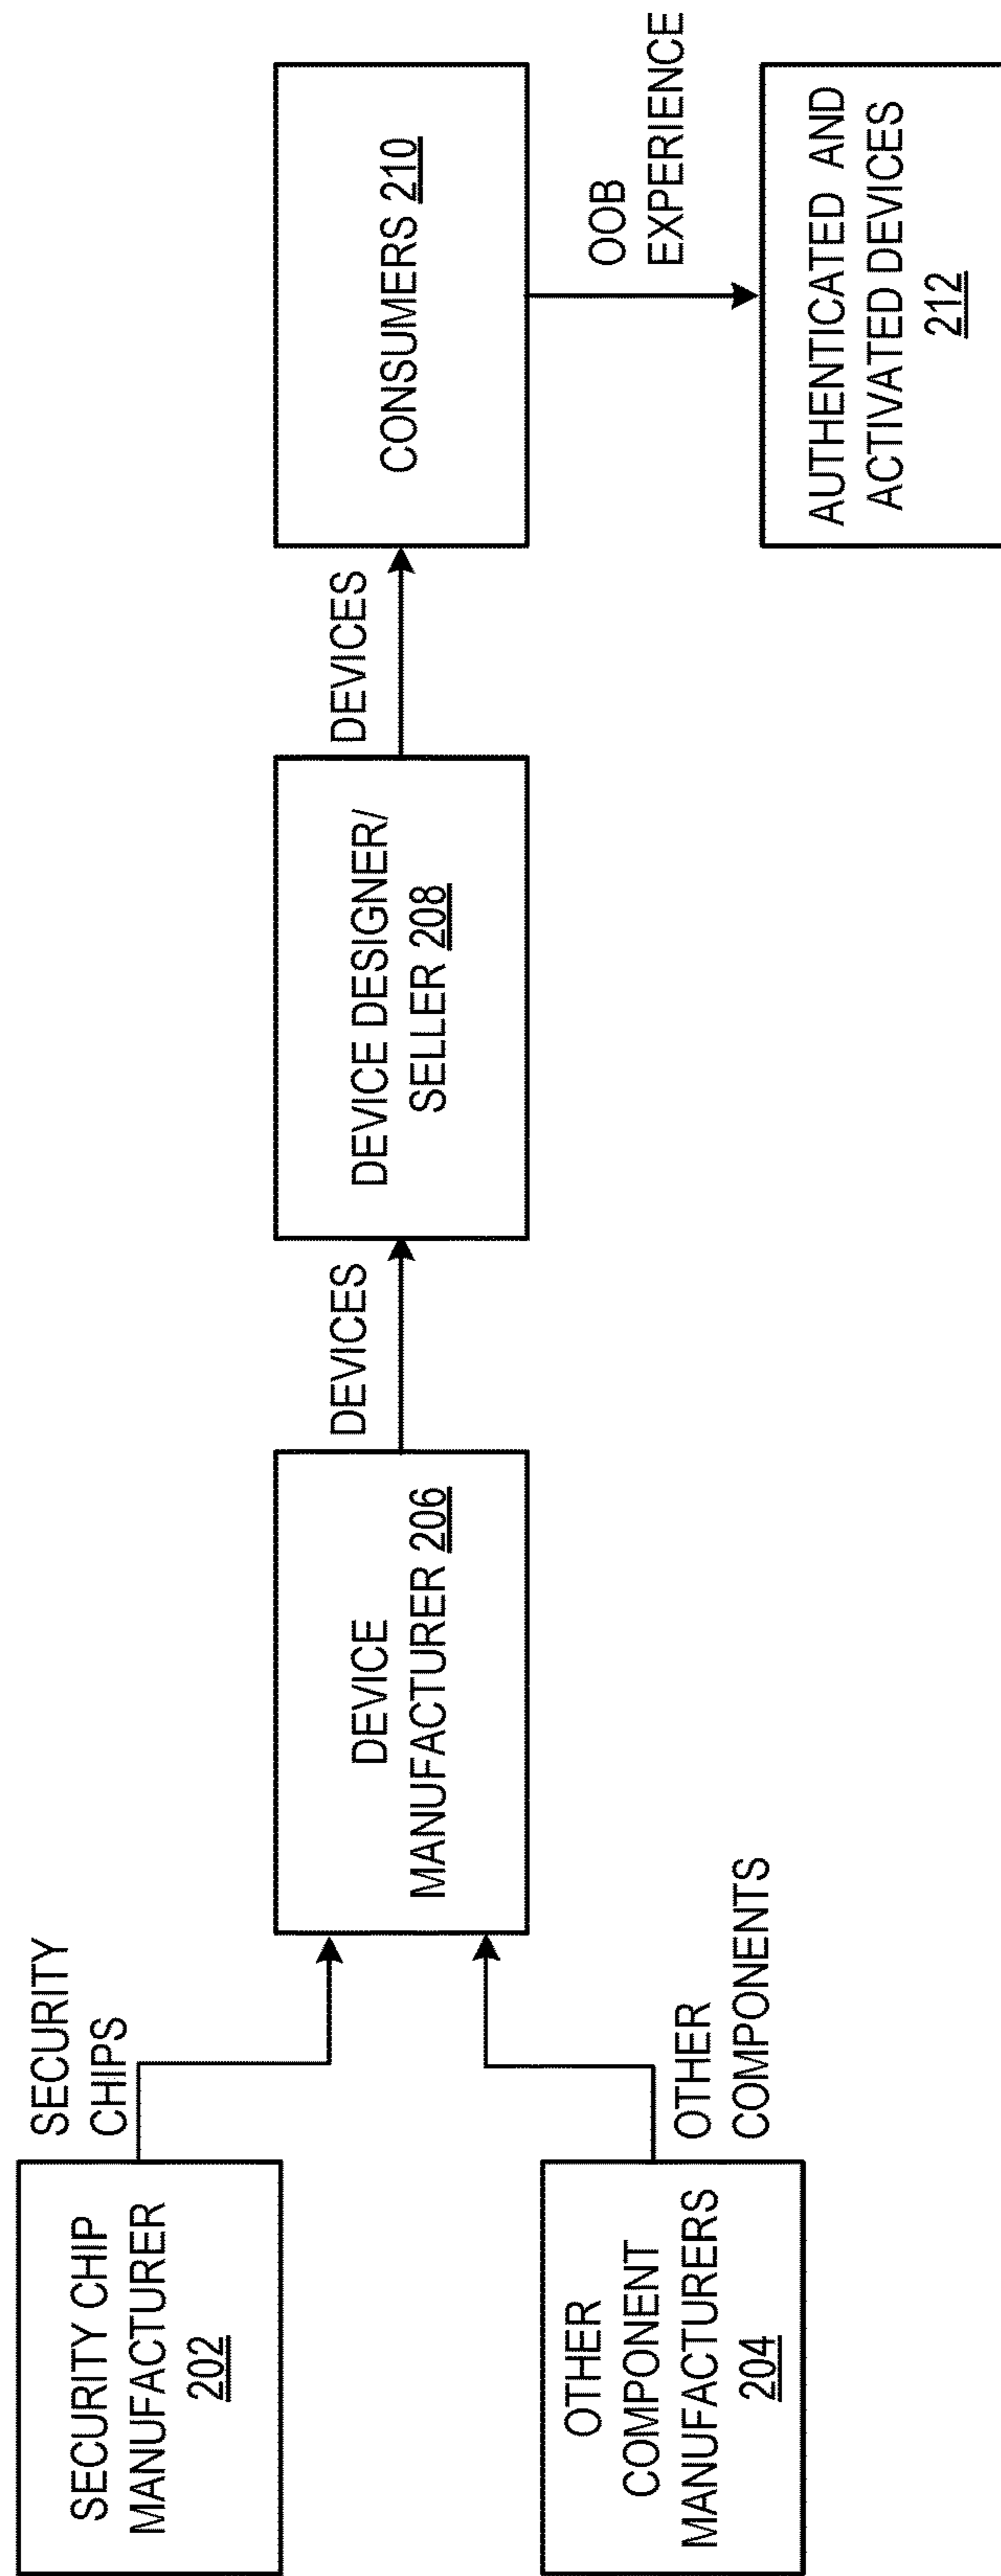 SECURITY CHIP
MANUFACTURER
202
SECURITY
CHIPS
OTHER
COMPONENT
MANUFACTURERS
204
OTHER
COMPONENTS
DEVICE
MANUFACTURER 206
DEVICES
DEVICE DESIGNER/
SELLER 208
DEVICES
CONSUMERS 210
OOB
EXPERIENCE
AUTHENTICATED AND
ACTIVATED DEVICES
212